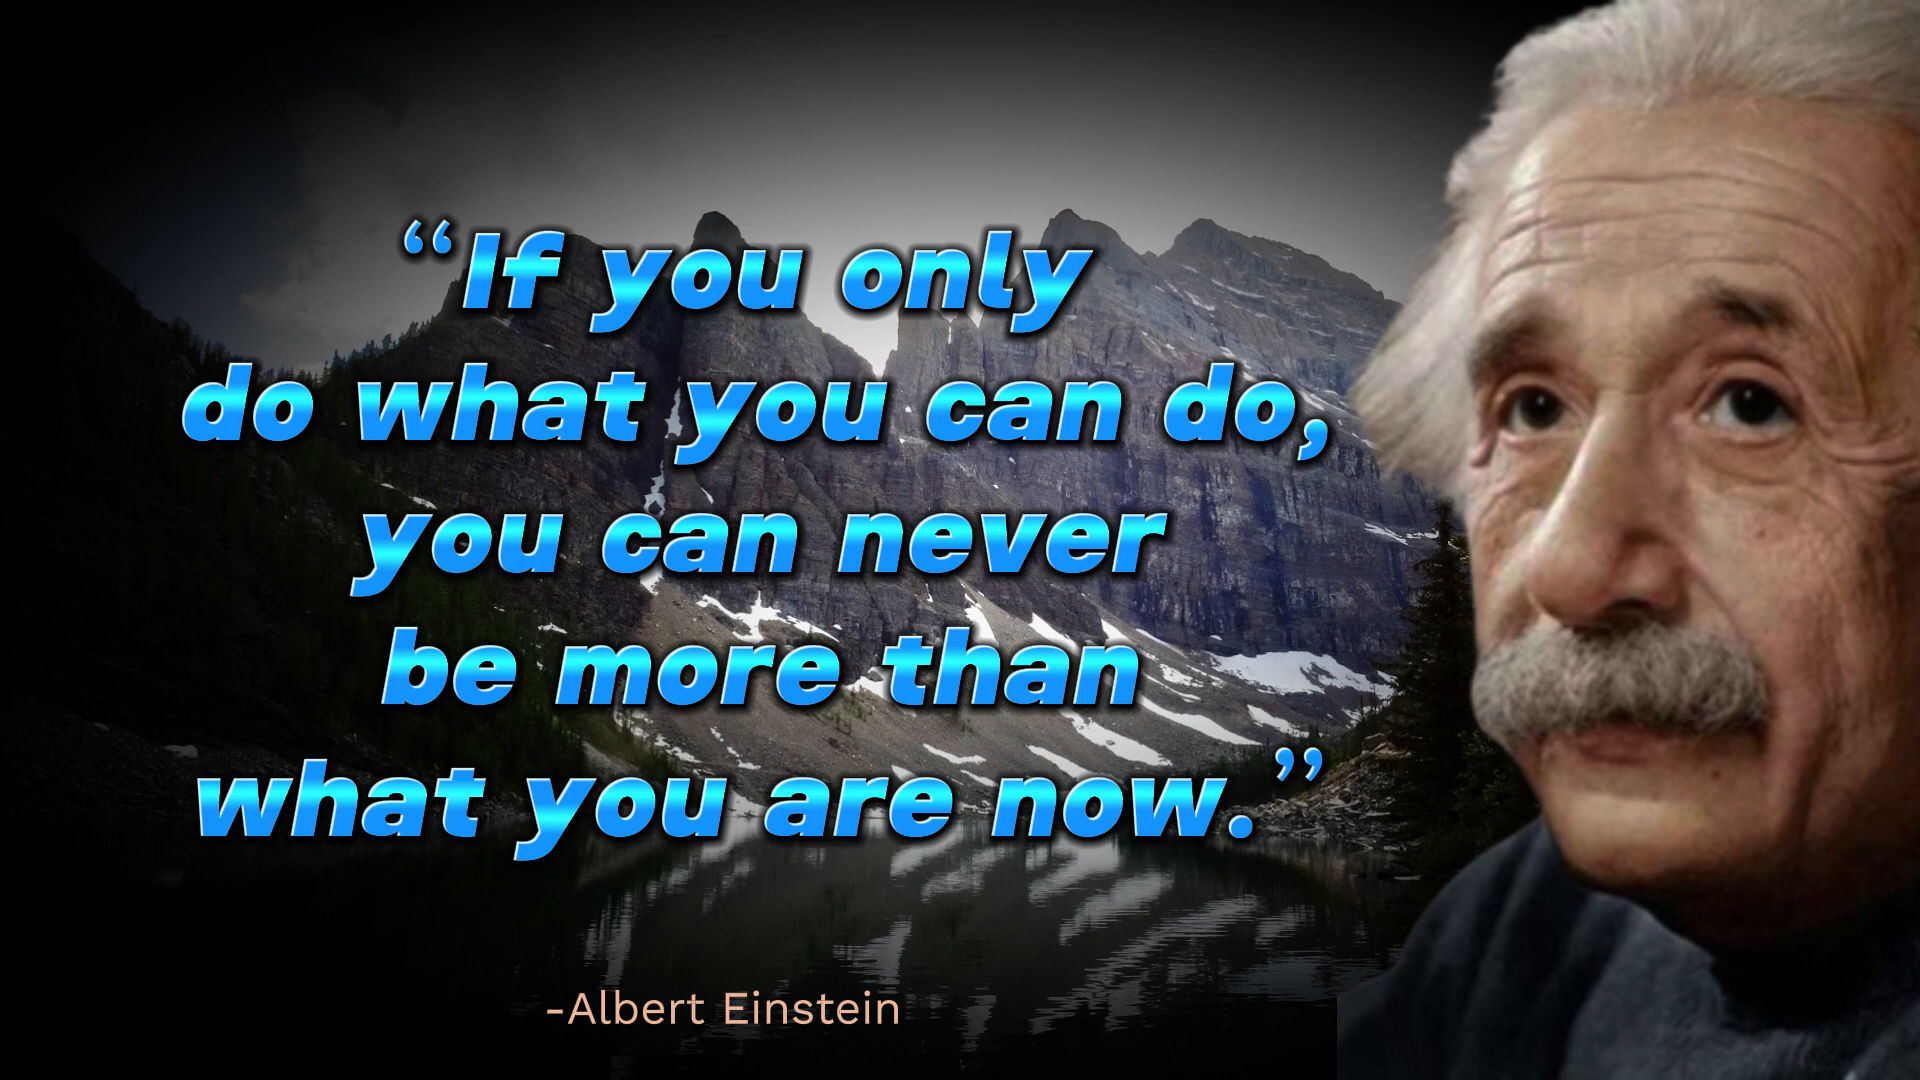 “If you only
do what you can do,
you can never
be more than
what you are now.”
-Albert Einstein